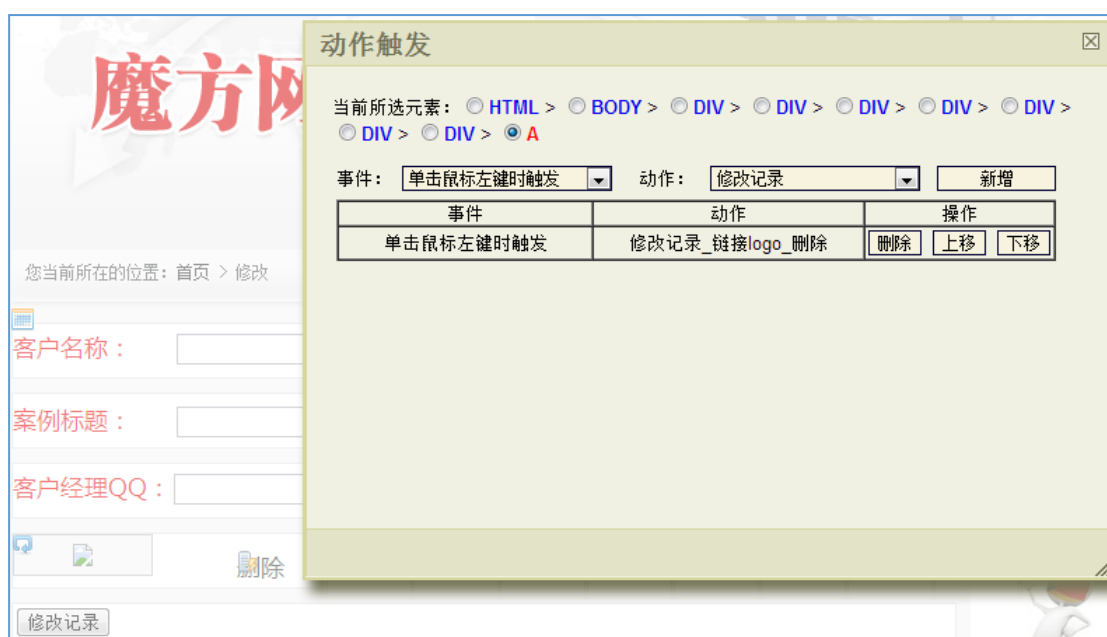 魔方网
动作触发
当前所选元素: HTML > BODY > DIV > DIV > DIV > DIV > DIV >
DIV > DIV > A
事件: 单击鼠标左键时触发 动作: 修改记录 新增
事件 动作 操作
单击鼠标左键时触发 修改记录_链接logo_删除 删除 上移 下移
您当前所在的位置: 首页 > 修改
客户名称:
案例标题:
客户经理QQ:
删除
修改记录